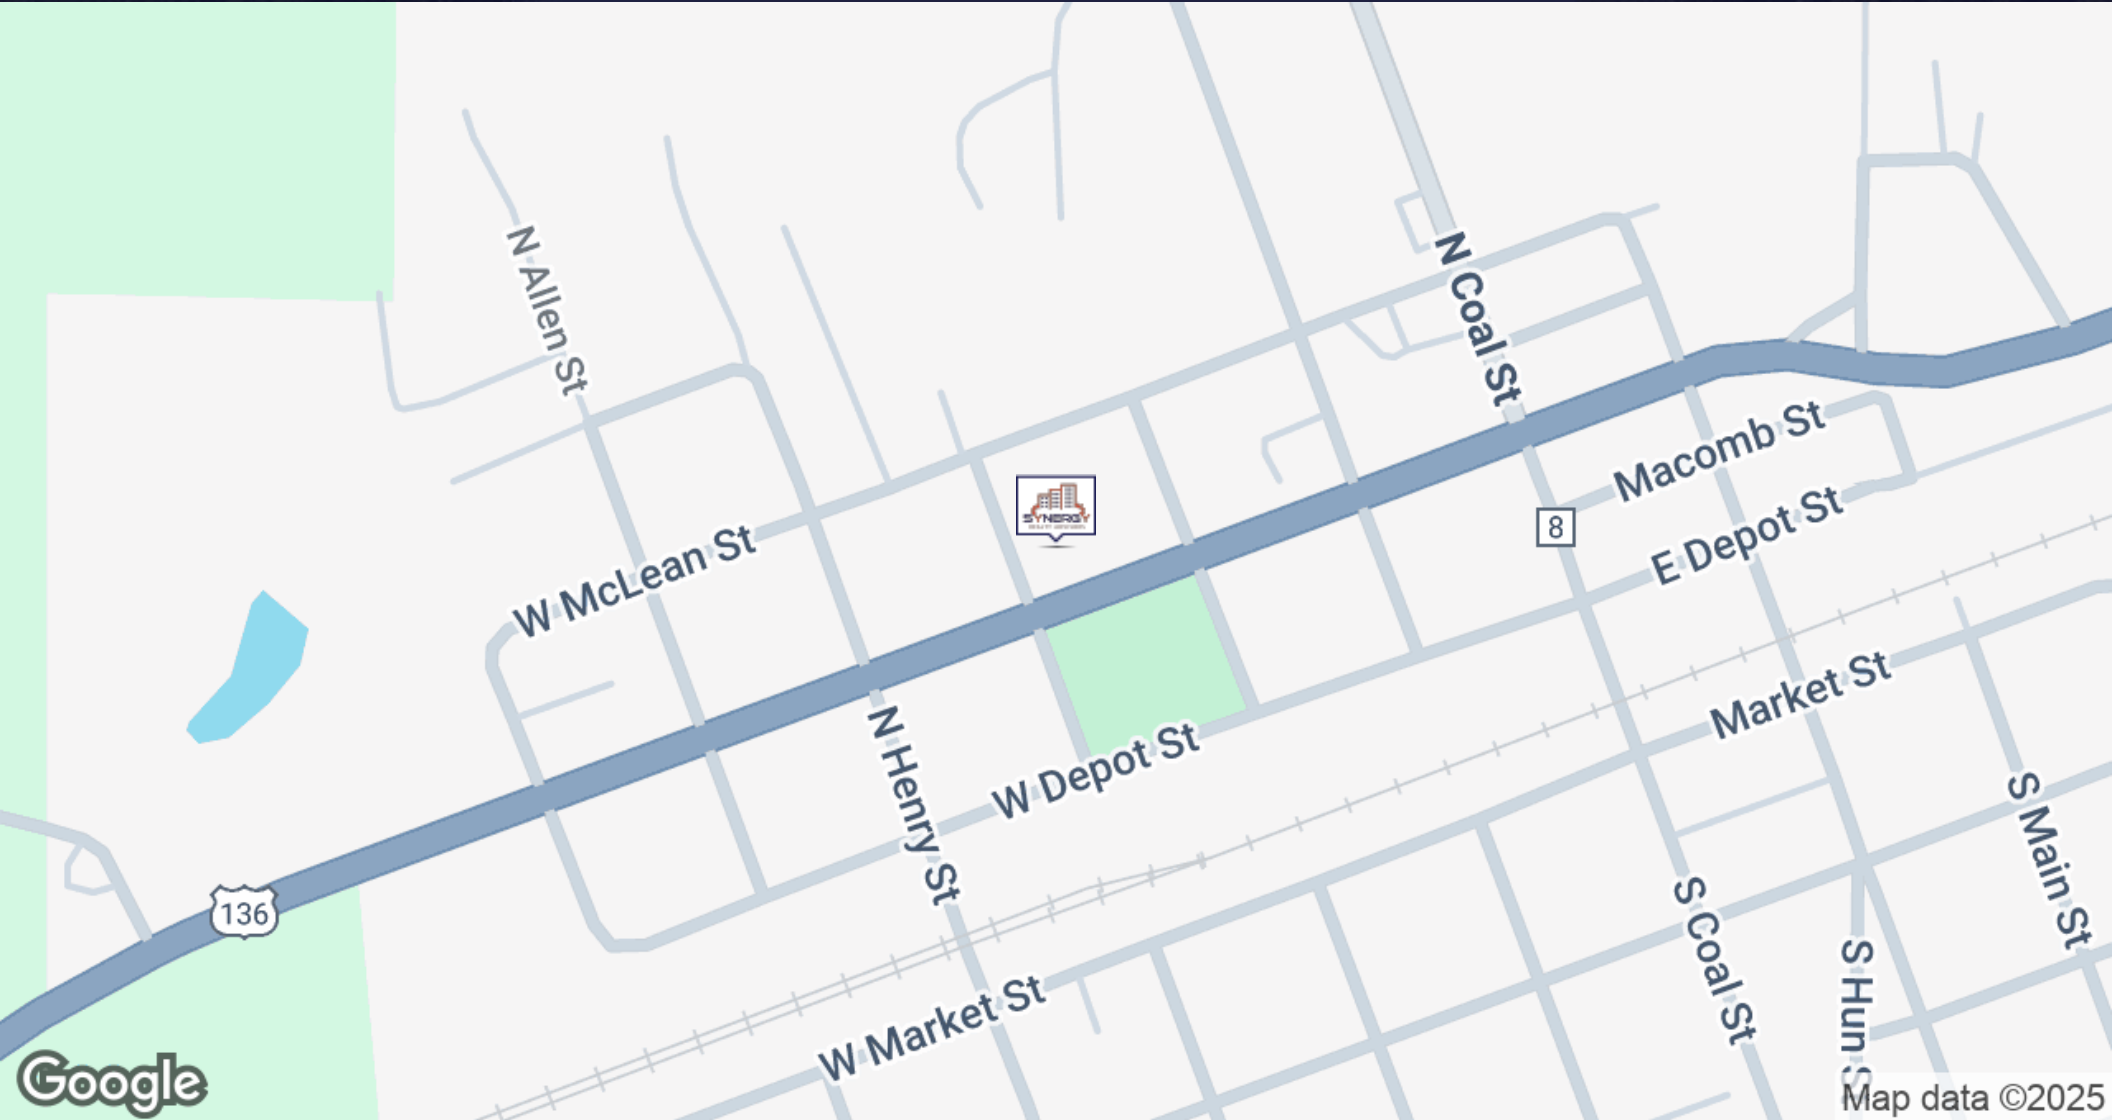 N Allen St
N Coal St
Macomb St
SYNERGY
8
E Depot St
W McLean St
Market St
N Henry St
W Depot St
S Main St
136
S Coal St
S Hun S
W Market St
Google
Map data ©2025